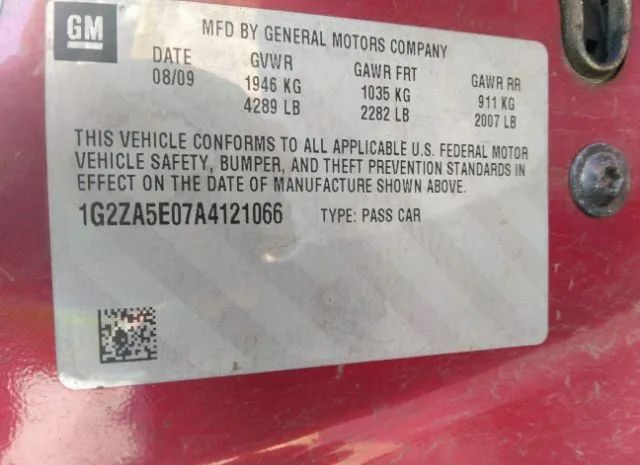 GM
MFD BY GENERAL MOTORS COMPANY
DATE GVWR GAWR FRT GAWR RR
08/09 1946 KG 1035 KG 911 KG
4289 LB 2282 LB 2007 LB
THIS VEHICLE CONFORMS TO ALL APPLICABLE U.S. FEDERAL MOTOR
VEHICLE SAFETY, BUMPER, AND THEFT PREVENTION STANDARDS IN
EFFECT ON THE DATE OF MANUFACTURE SHOWN ABOVE.
1G2ZA5E07A4121066 TYPE: PASS CAR